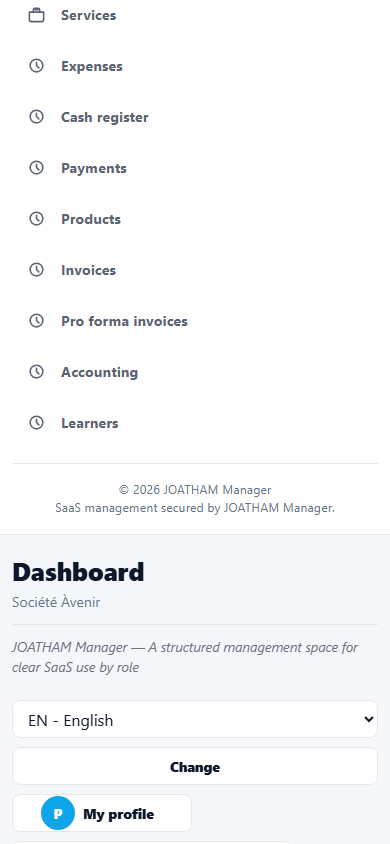 Services
Expenses
Cash register
Payments
Products
Invoices
Pro forma invoices
Accounting
Learners
© 2026 JOATHAM Manager
SaaS management secured by JOATHAM Manager.
Dashboard
Société Àvenir
JOATHAM Manager — A structured management space for
clear SaaS use by role
EN - English
Change
P My profile